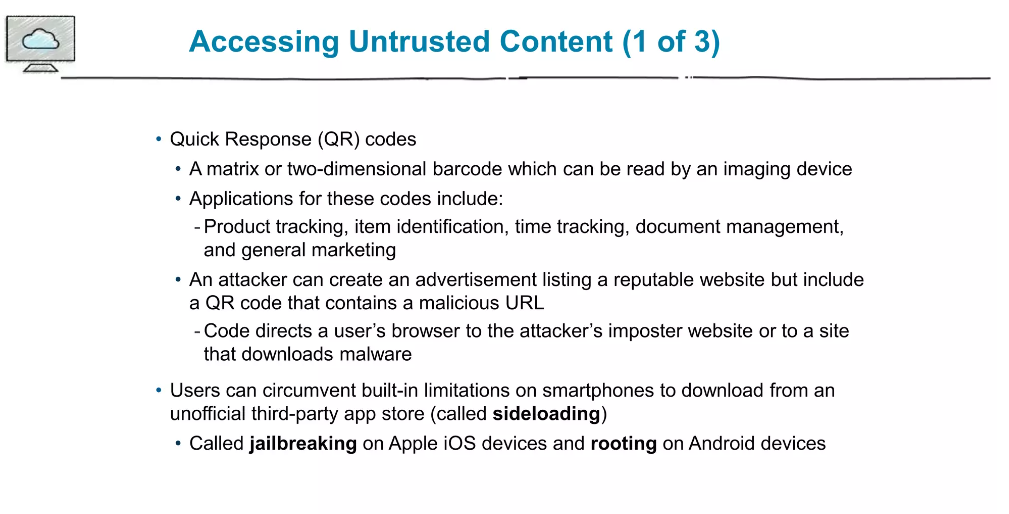 Accessing Untrusted Content (1 of 3)
• Quick Response (QR) codes
• A matrix or two-dimensional barcode which can be read by an imaging device
• Applications for these codes include:
- Product tracking, item identification, time tracking, document management,
and general marketing
• An attacker can create an advertisement listing a reputable website but include
a QR code that contains a malicious URL
- Code directs a user’s browser to the attacker’s imposter website or to a site
that downloads malware
• Users can circumvent built-in limitations on smartphones to download from an
unofficial third-party app store (called sideloading)
• Called jailbreaking on Apple iOS devices and rooting on Android devices